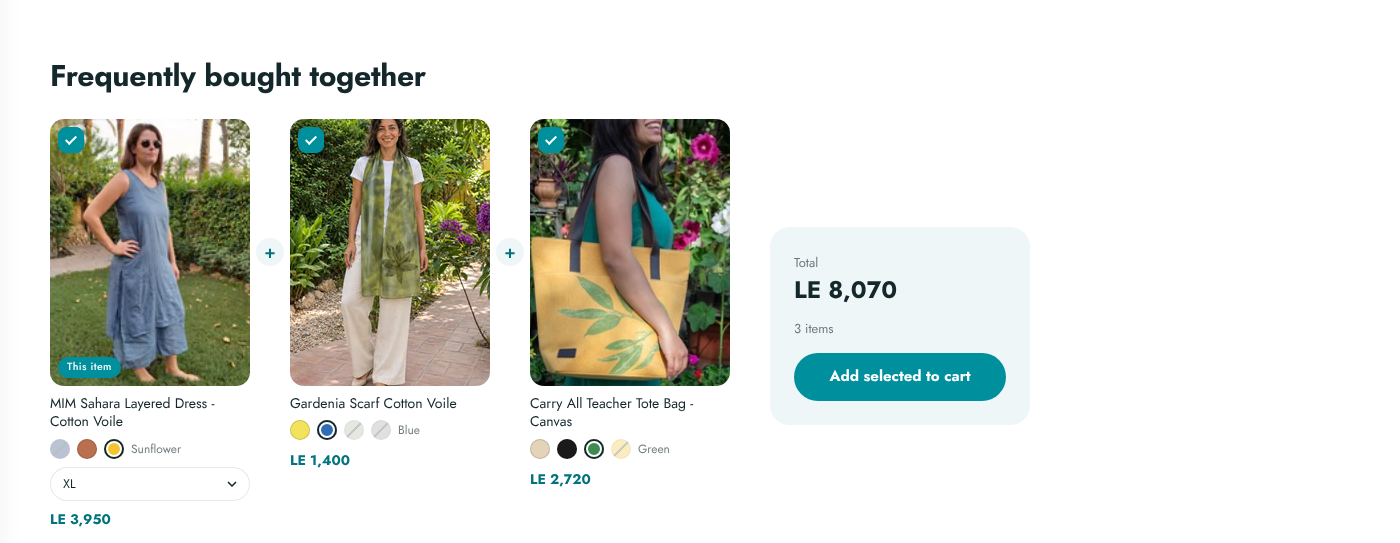 Frequently bought together
This item
MIM Sahara Layered Dress -
Cotton Voile
Sunflower
XL
LE 3,950
+
Gardenia Scarf Cotton Voile
Blue
LE 1,400
+
Carry All Teacher Tote Bag -
Canvas
Green
LE 2,720
Total
LE 8,070
3 items
Add selected to cart